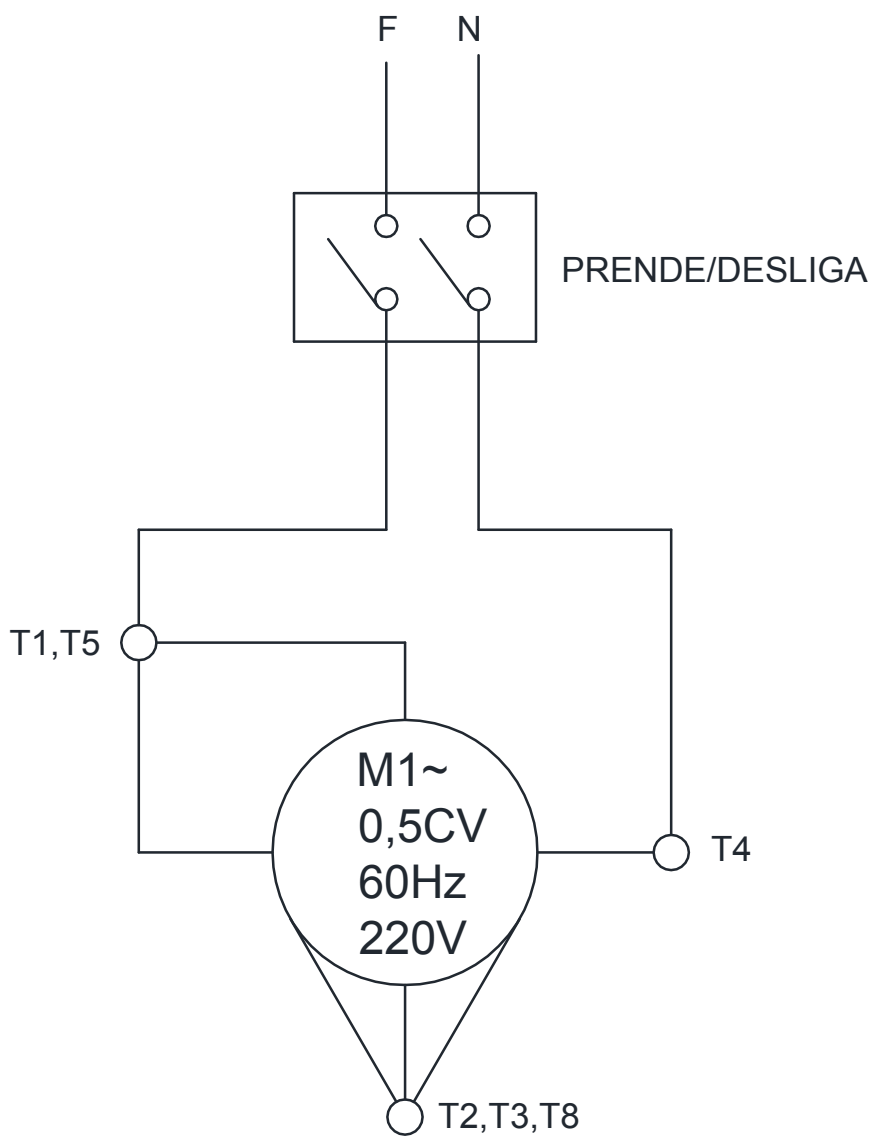 F N
PRENDE/DESLIGA
T1,T5
M1~
0,5CV
60Hz
220V
T4
T2,T3,T8